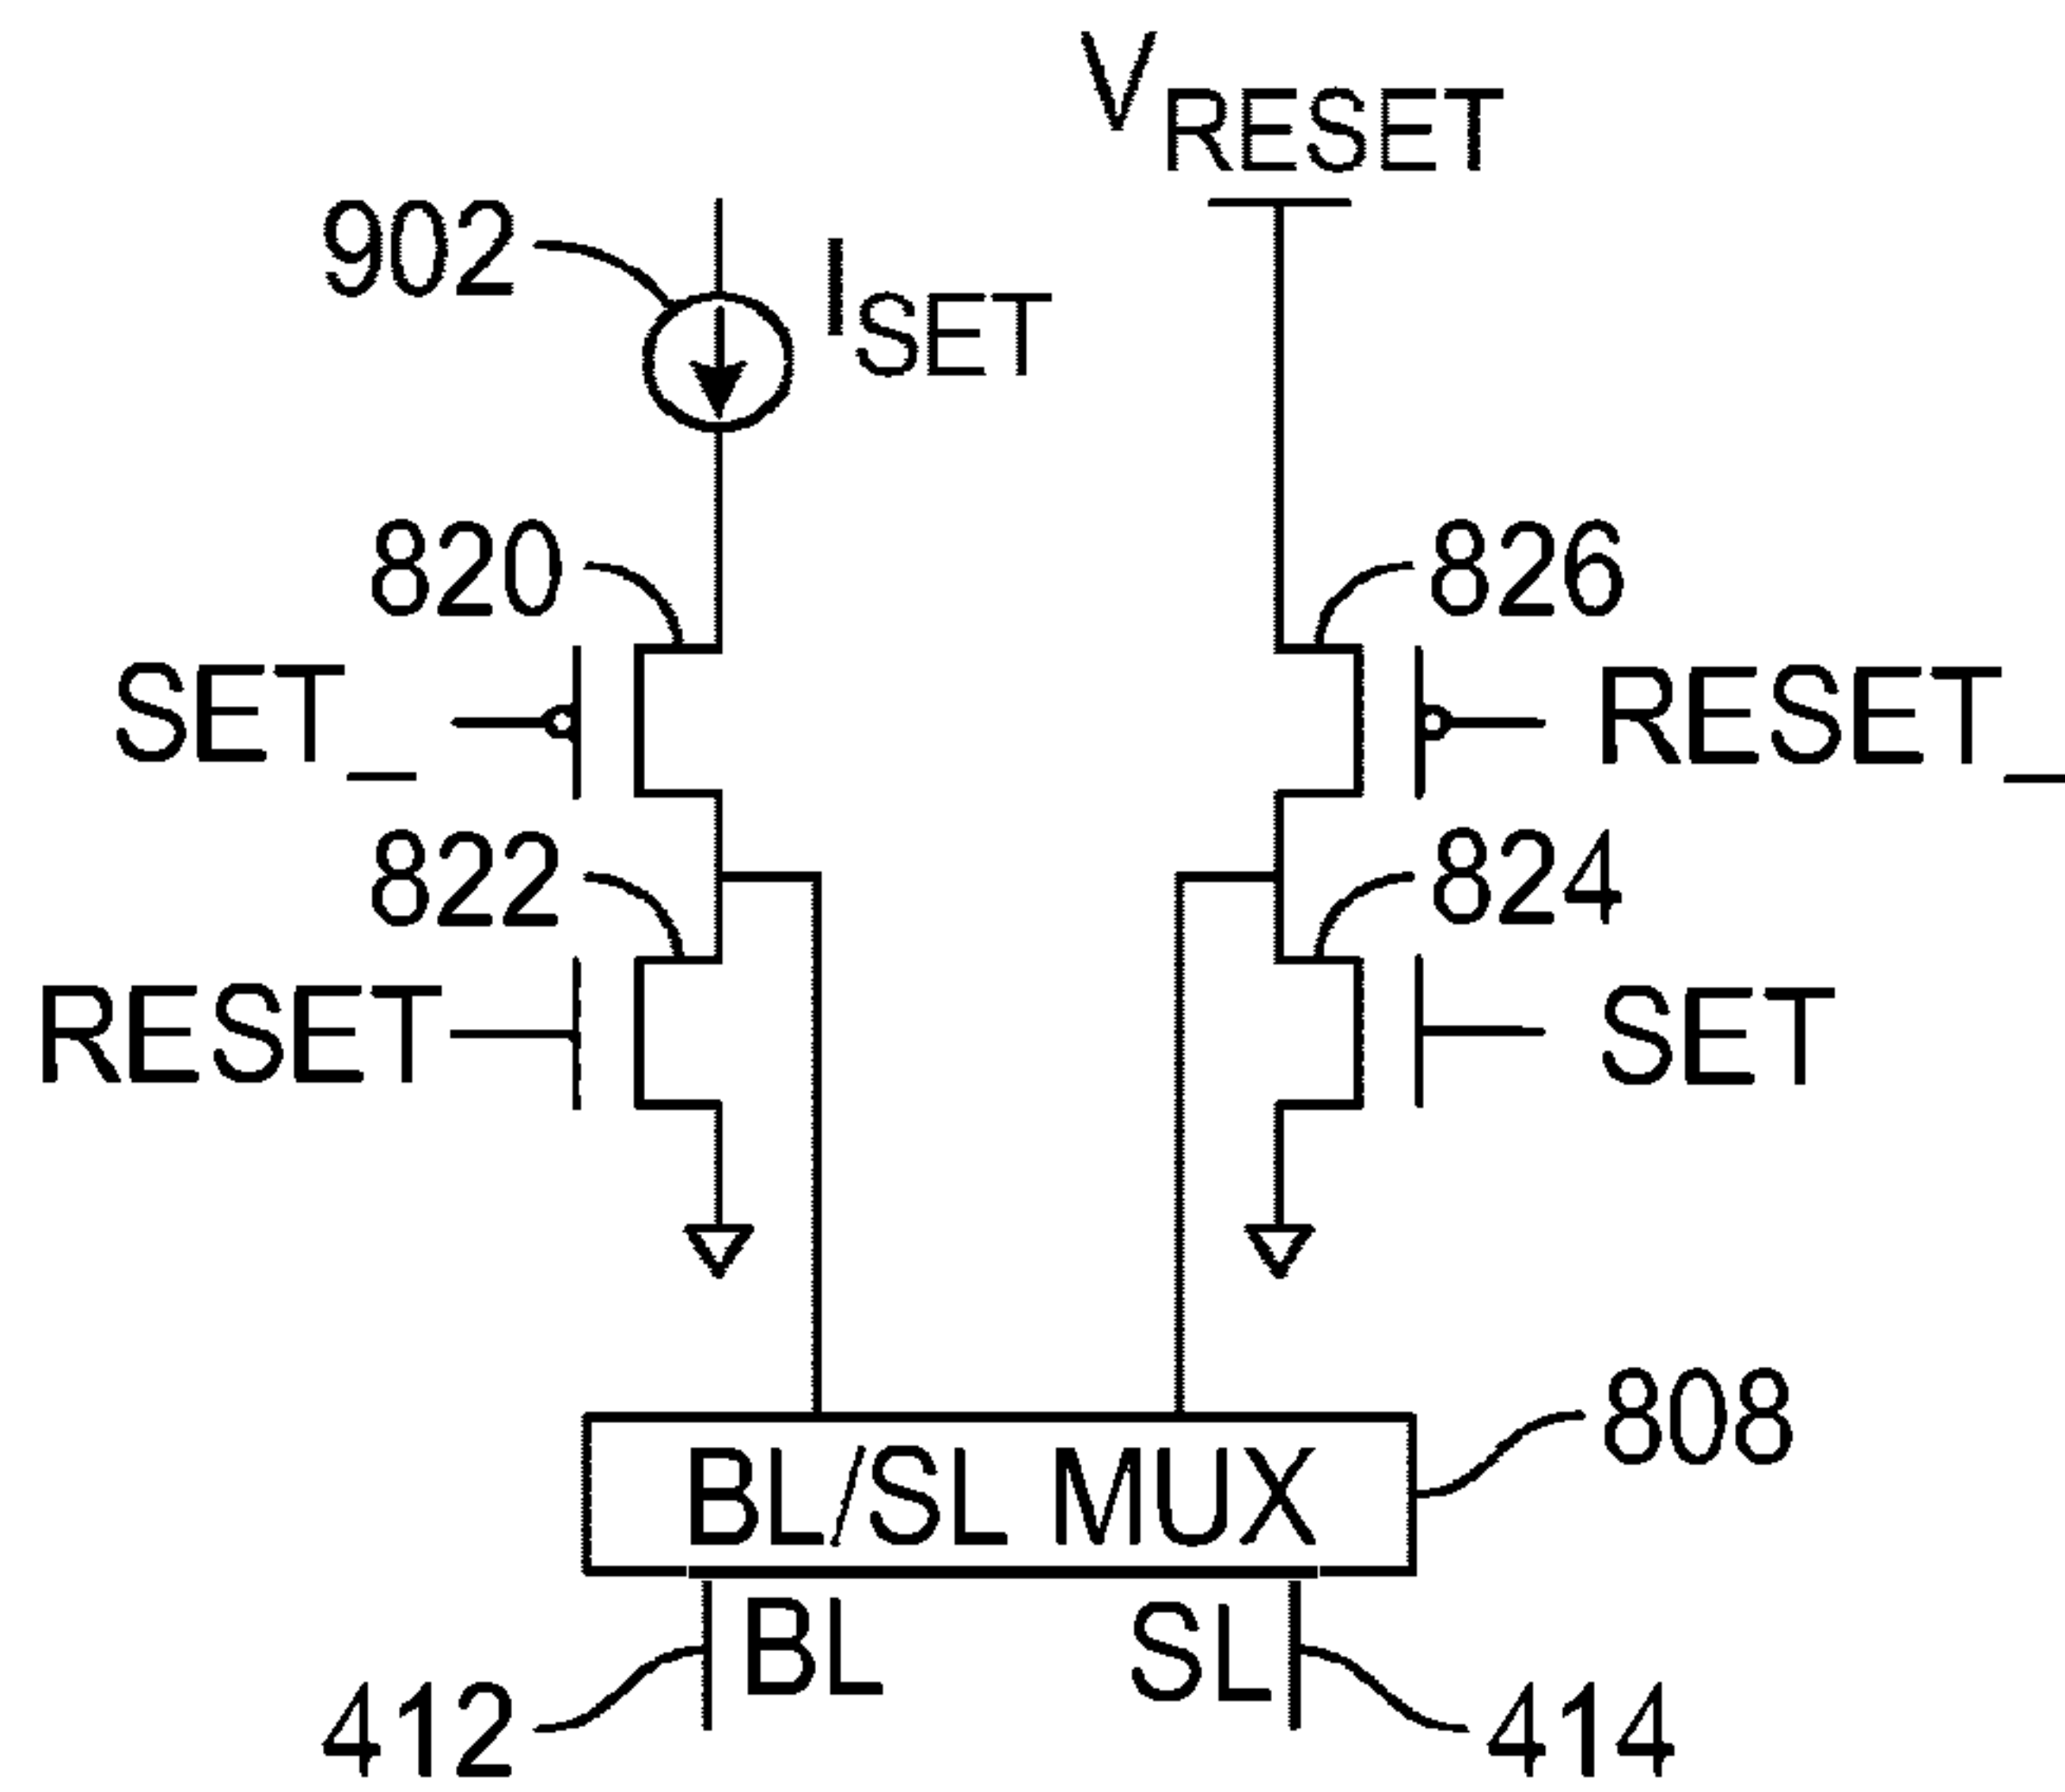 V_RESET
902
I_SET
820
826
SET_
RESET_
822
824
RESET
SET
808
BL/SL MUX
BL
SL
412
414